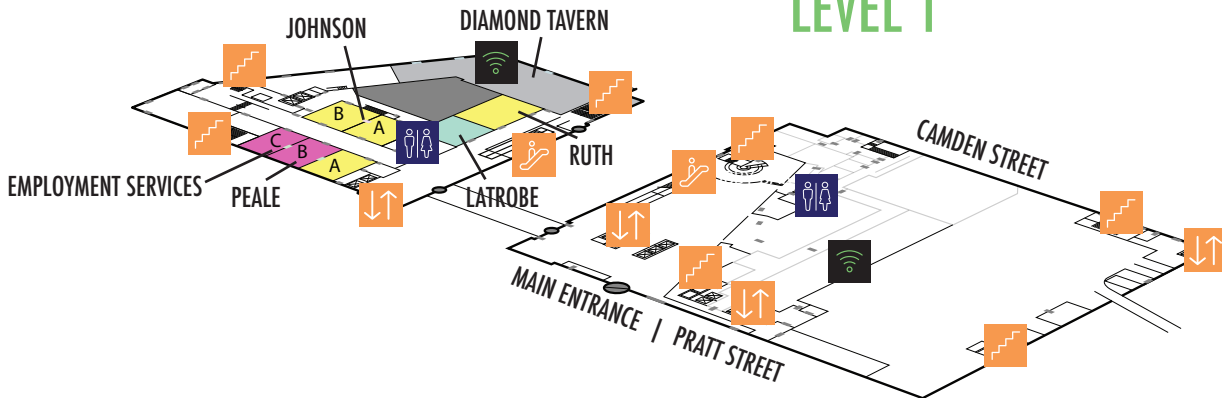 LEVEL 1
DIAMOND TAVERN
JOHNSON
B
A
C
B
A
RUTH
EMPLOYMENT SERVICES
PEALE
LATROBE
CAMDEN STREET
MAIN ENTRANCE | PRATT STREET